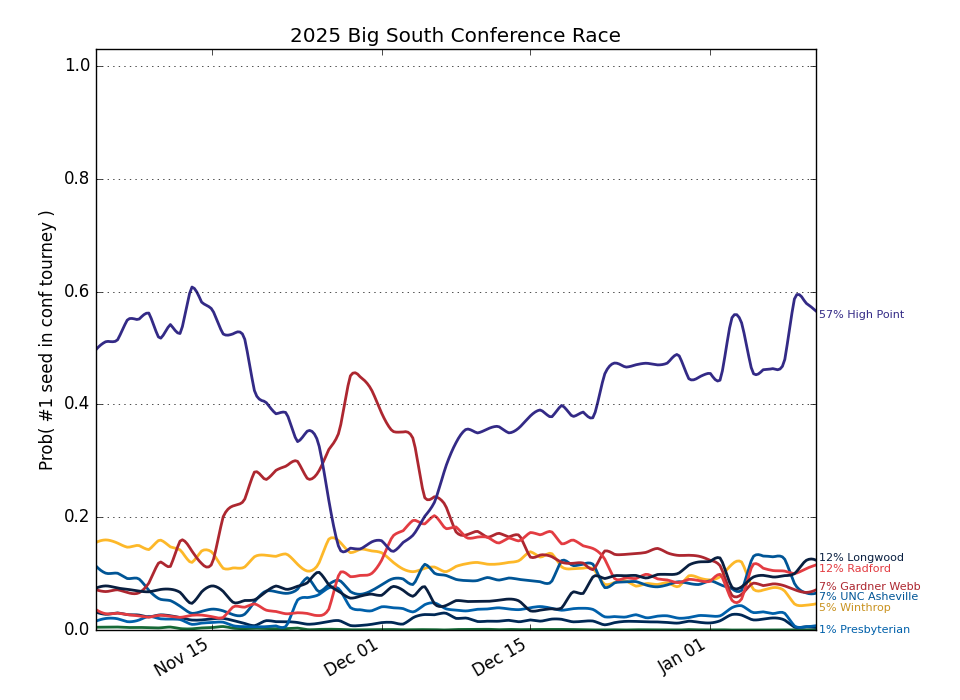 2025 Big South Conference Race
Prob( #1 seed in conf tourney )
1.0
0.8
0.6
0.4
0.2
0.0
Nov 15
Dec 01
Dec 15
Jan 01
57% High Point
12% Longwood
12% Radford
7% Gardner Webb
7% UNC Asheville
5% Winthrop
1% Presbyterian